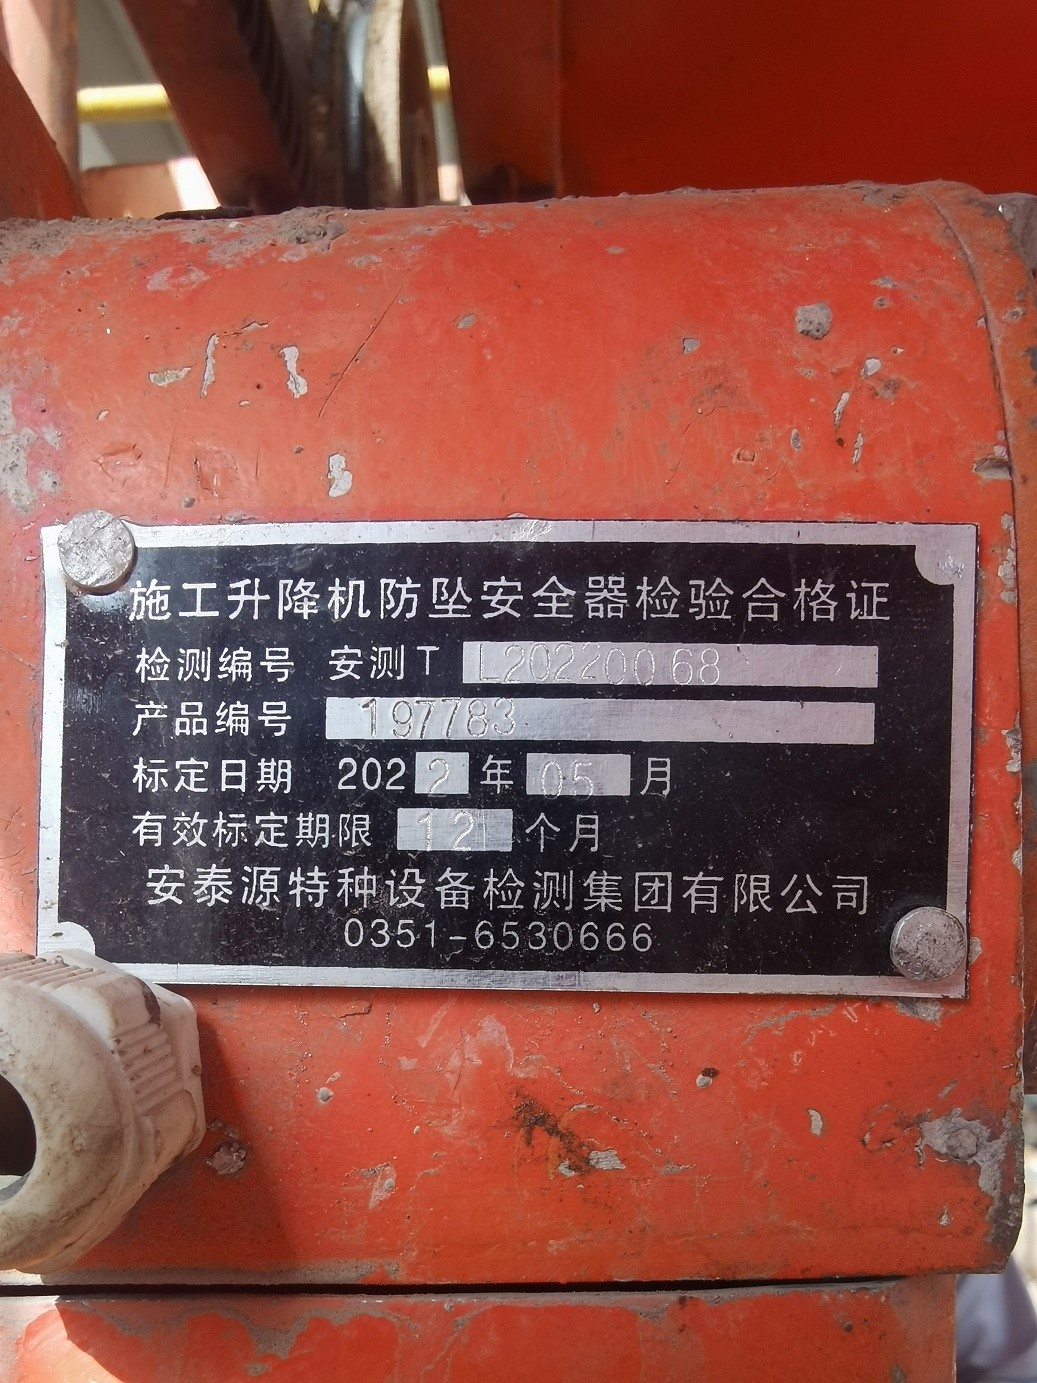 施工升降机防坠安全器检验合格证
检测编号 安测T L20220068
产品编号 197783
标定日期 2022年05月
有效标定期限 12个月
安泰源特种设备检测集团有限公司
0351-6530666